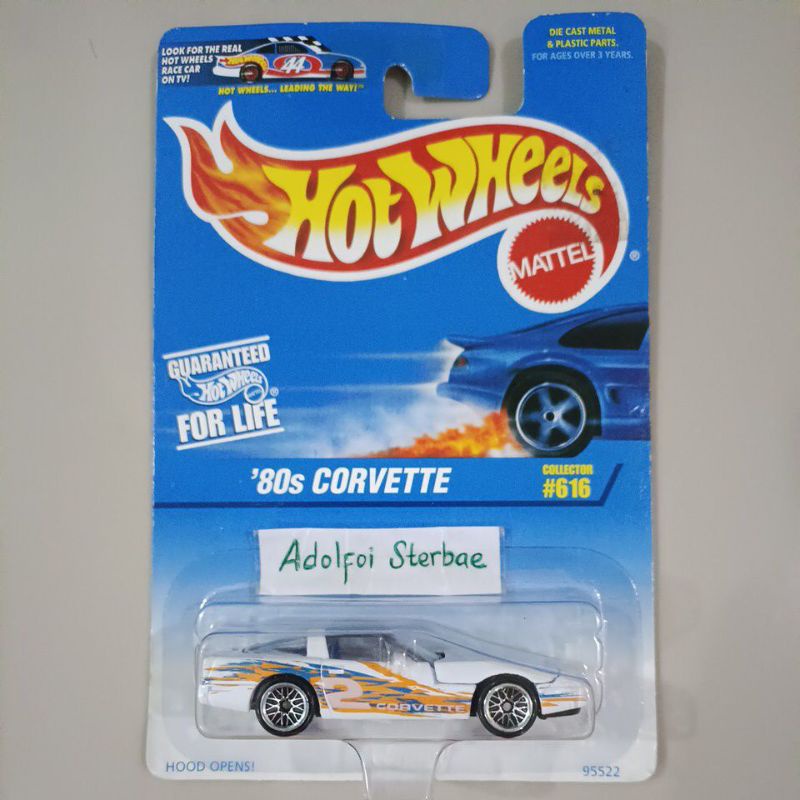 LOOK FOR THE REAL
HOT WHEELS
RACE CAR
ON TV!
44
HOT WHEELS... LEADING THE WAY!™
DIE CAST METAL
& PLASTIC PARTS.
FOR AGES OVER 3 YEARS.
HOT WHEELS
MATTEL
®
GUARANTEED
HOT WHEELS
®
FOR LIFE
'80s CORVETTE
COLLECTOR
#616
Adolfoi Sterbae
2
CORVETTE
HOOD OPENS!
95522